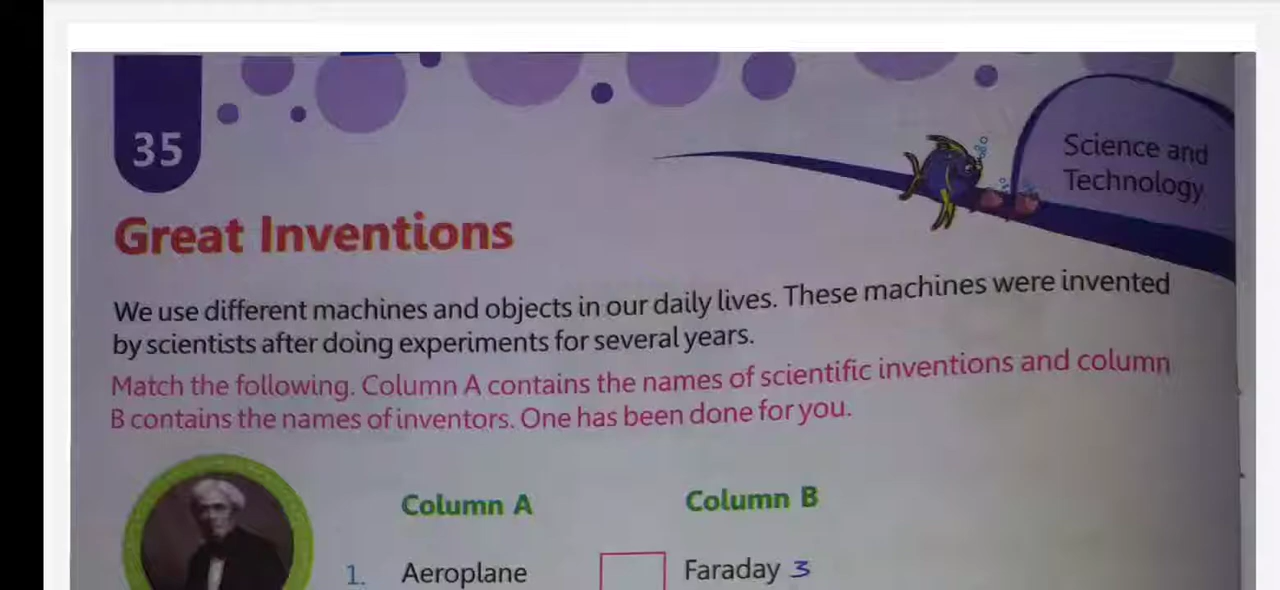 35
Science and
Technology
Great Inventions
We use different machines and objects in our daily lives. These machines were invented
by scientists after doing experiments for several years.
Match the following. Column A contains the names of scientific inventions and column
B contains the names of inventors. One has been done for you.
Column A Column B
1. Aeroplane Faraday 3